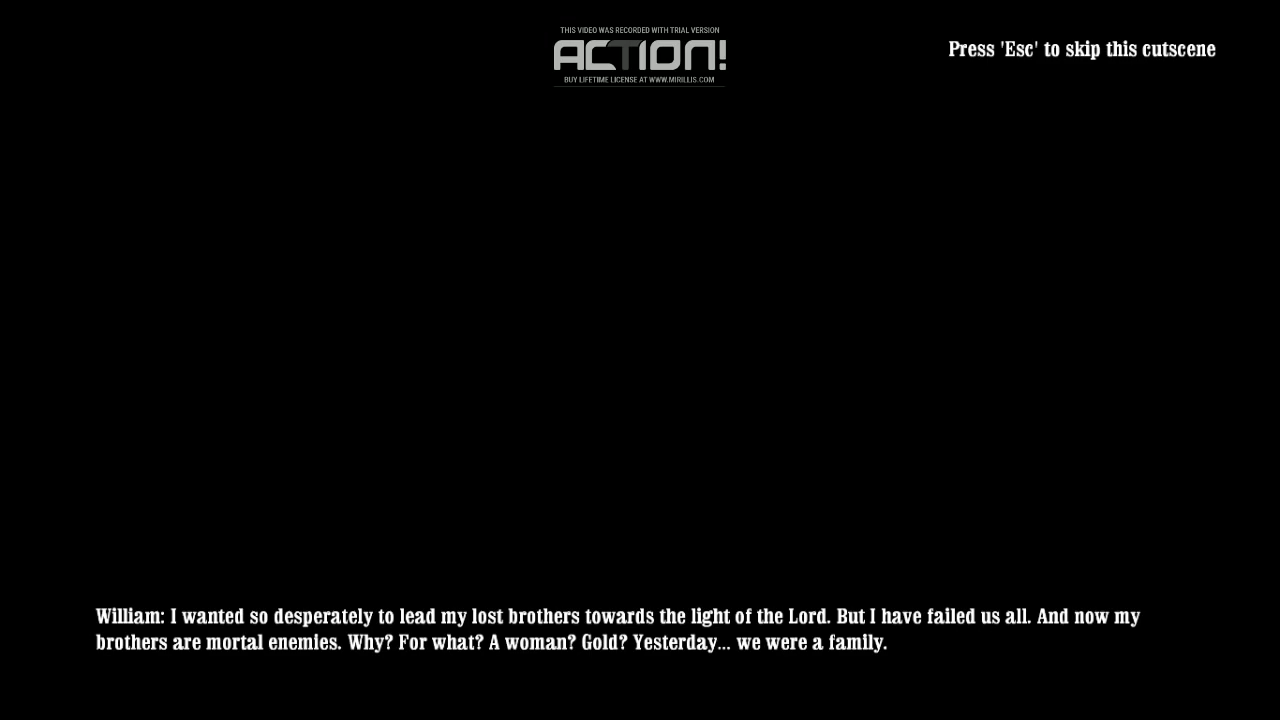 THIS VIDEO WAS RECORDED WITH TRIAL VERSION
ACTION!
BUY LIFETIME LICENSE AT WWW.MIRILLIS.COM
Press 'Esc' to skip this cutscene
William: I wanted so desperately to lead my lost brothers towards the light of the Lord. But I have failed us all. And now my
brothers are mortal enemies. Why? For what? A woman? Gold? Yesterday... we were a family.